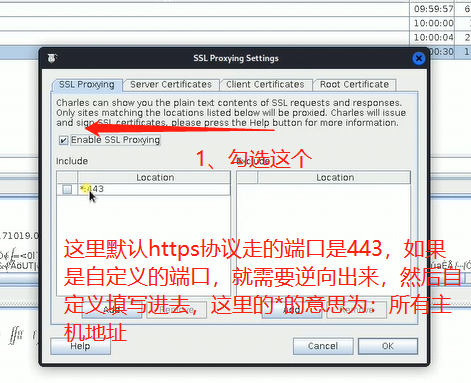 09:59:57 6
10:00:00
10:00:04 2
SSL Proxying Settings
SSL Proxying
Server Certificates
Client Certificates
Root Certificate
Charles can show you the plain text contents of SSL requests and responses.
Only sites matching the locations listed below will be proxied. Charles will issue
and sign SSL certificates, please press the Help button for more information.
Enable SSL Proxying
1、勾选这个
Include
Exclude
Location
Location
*:443
71019.0
这里默认https协议走的端口是443，如果
是自定义的端口，就需要逆向出来，然后自
定义填写进去，这里的*的意思为：所有主
机地址
Add
Remove
Add
Remove
Help
Cancel
OK